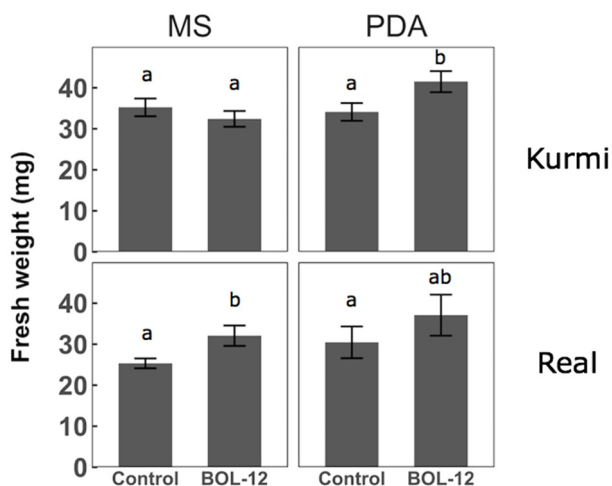 MS PDA
a a a b
40
30
20
10
0
Kurmi
Fresh weight (mg)
a b a ab
40
30
20
10
0
Real
Control BOL-12 Control BOL-12